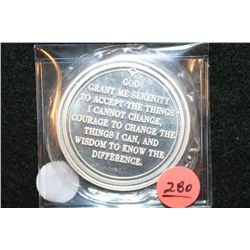 GOD
GRANT ME SERENITY
TO ACCEPT THE THINGS
I CANNOT CHANGE,
COURAGE TO CHANGE THE
THINGS I CAN, AND
WISDOM TO KNOW THE
DIFFERENCE.
280